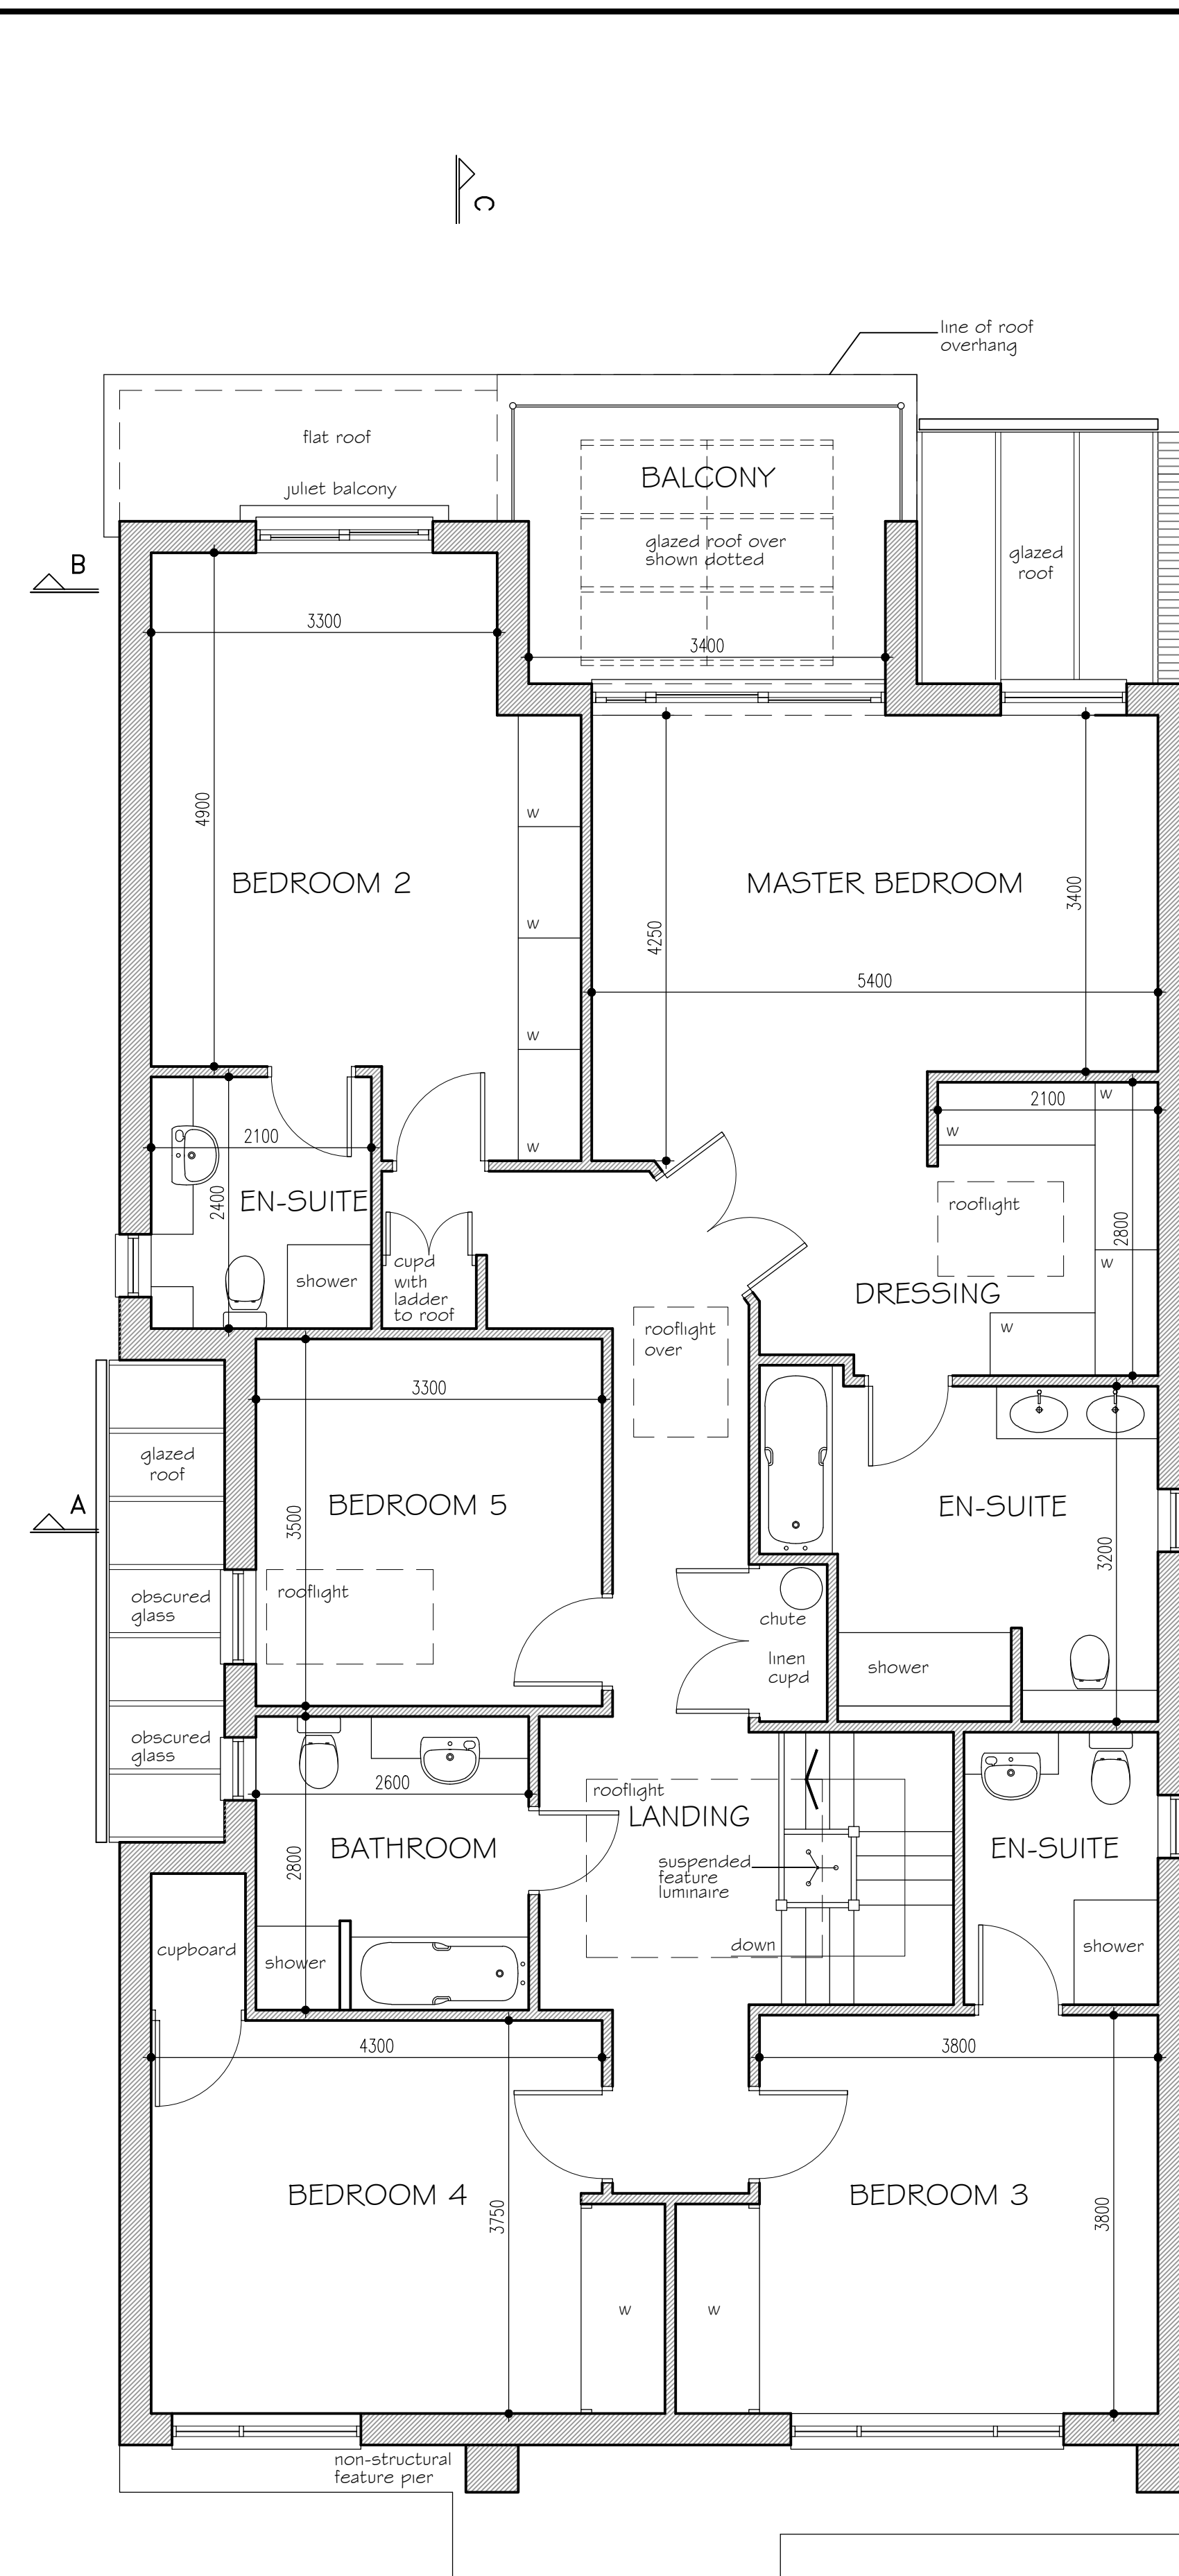 C
line of roof
overhang
flat roof
juliet balcony
BALCONY
glazed roof over
shown dotted
glazed
roof
B
3300
3400
4900
W
BEDROOM 2
MASTER BEDROOM
3400
W
4250
5400
W
W
2100
W
2100
W
EN-SUITE
2400
rooflight
2800
cupd
with
ladder
to roof
shower
W
DRESSING
rooflight
over
W
3300
glazed
roof
A
BEDROOM 5
3500
EN-SUITE
3200
obscured
glass
rooflight
chute
linen
cupd
shower
obscured
glass
2600
rooflight
LANDING
BATHROOM
2800
EN-SUITE
suspended
feature
luminaire
cupboard
shower
down
shower
4300
3800
BEDROOM 4
3750
BEDROOM 3
3800
W
W
non-structural
feature pier